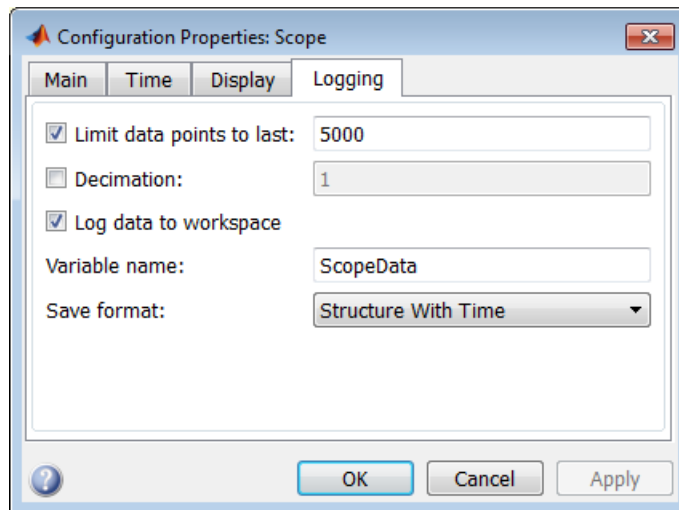 Configuration Properties: Scope
Main Time Display Logging
Limit data points to last: 5000
Decimation: 1
Log data to workspace
Variable name: ScopeData
Save format: Structure With Time
? OK Cancel Apply